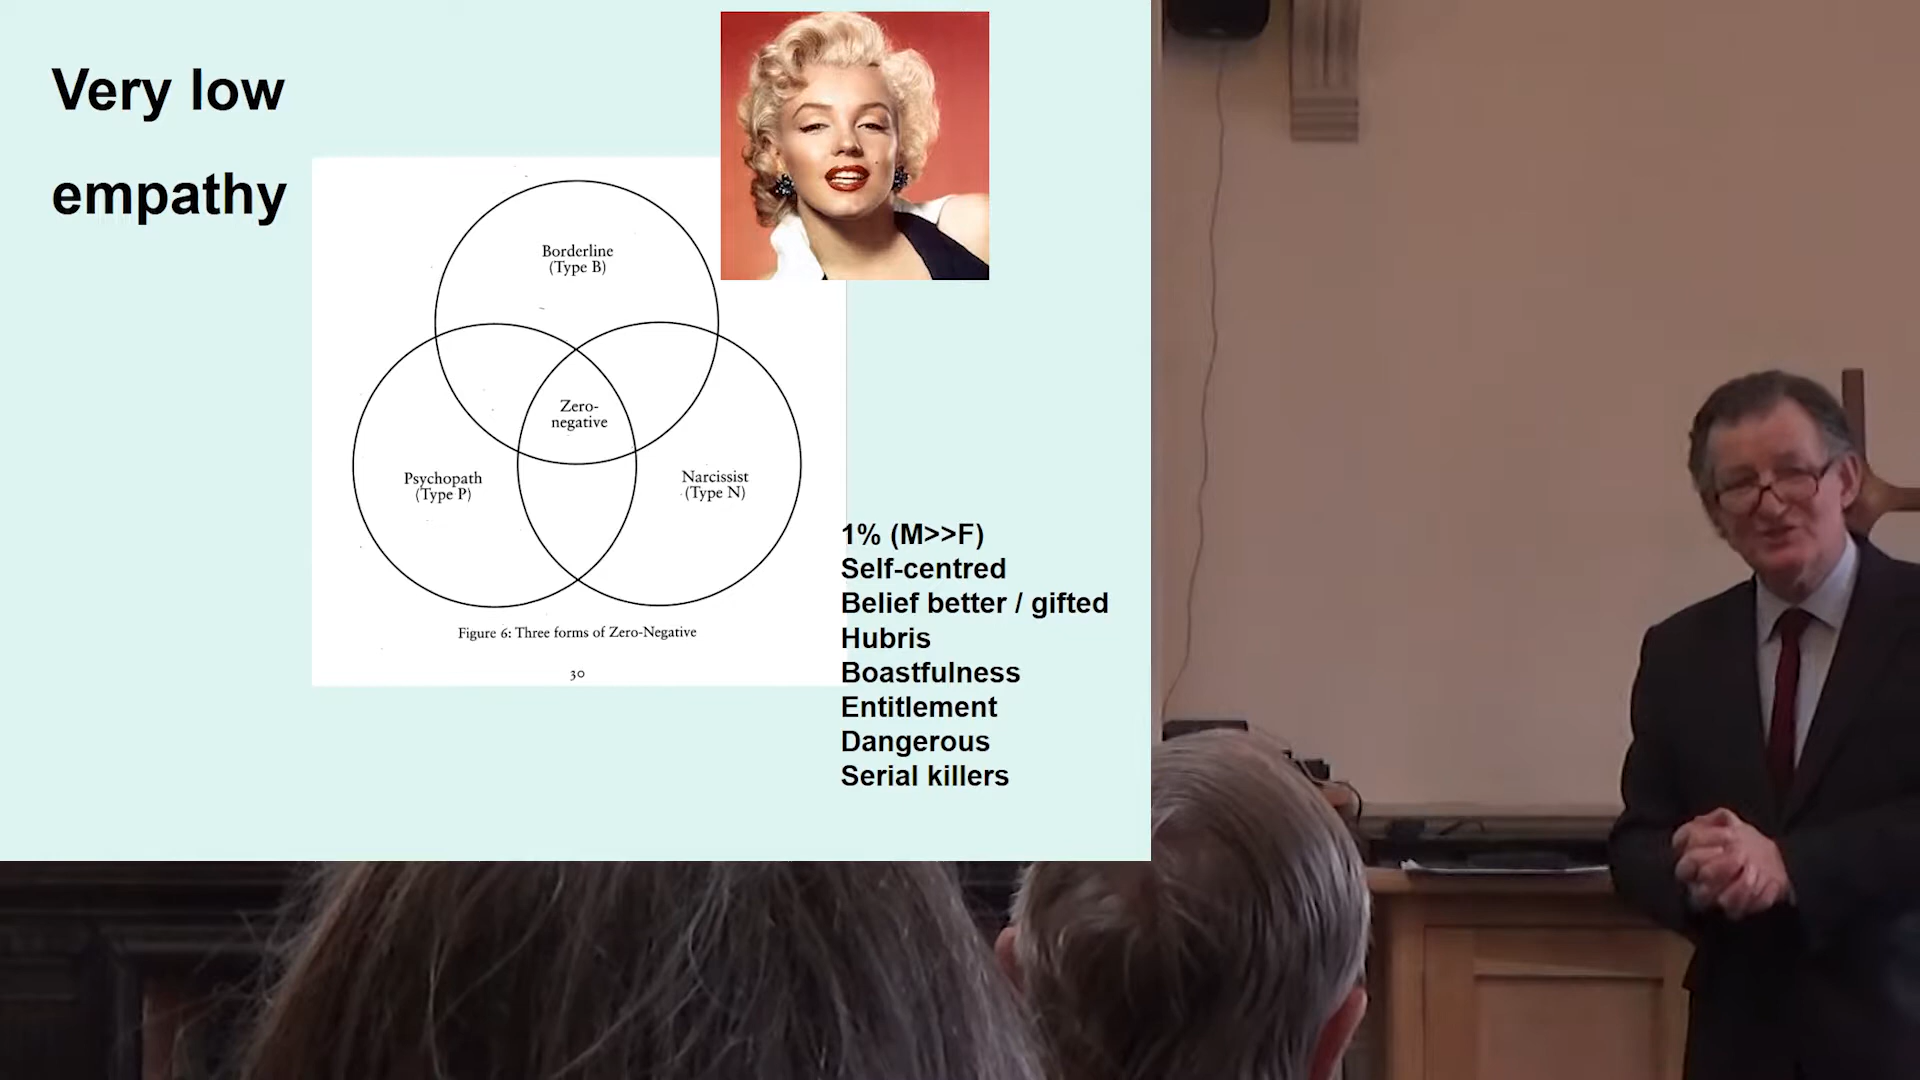 Very low
empathy
Borderline
(Type B)
Zero-
negative
Psychopath
(Type P)
Narcissist
(Type N)
Figure 6: Three forms of Zero-Negative
30
1% (M>>F)
Self-centred
Belief better / gifted
Hubris
Boastfulness
Entitlement
Dangerous
Serial killers